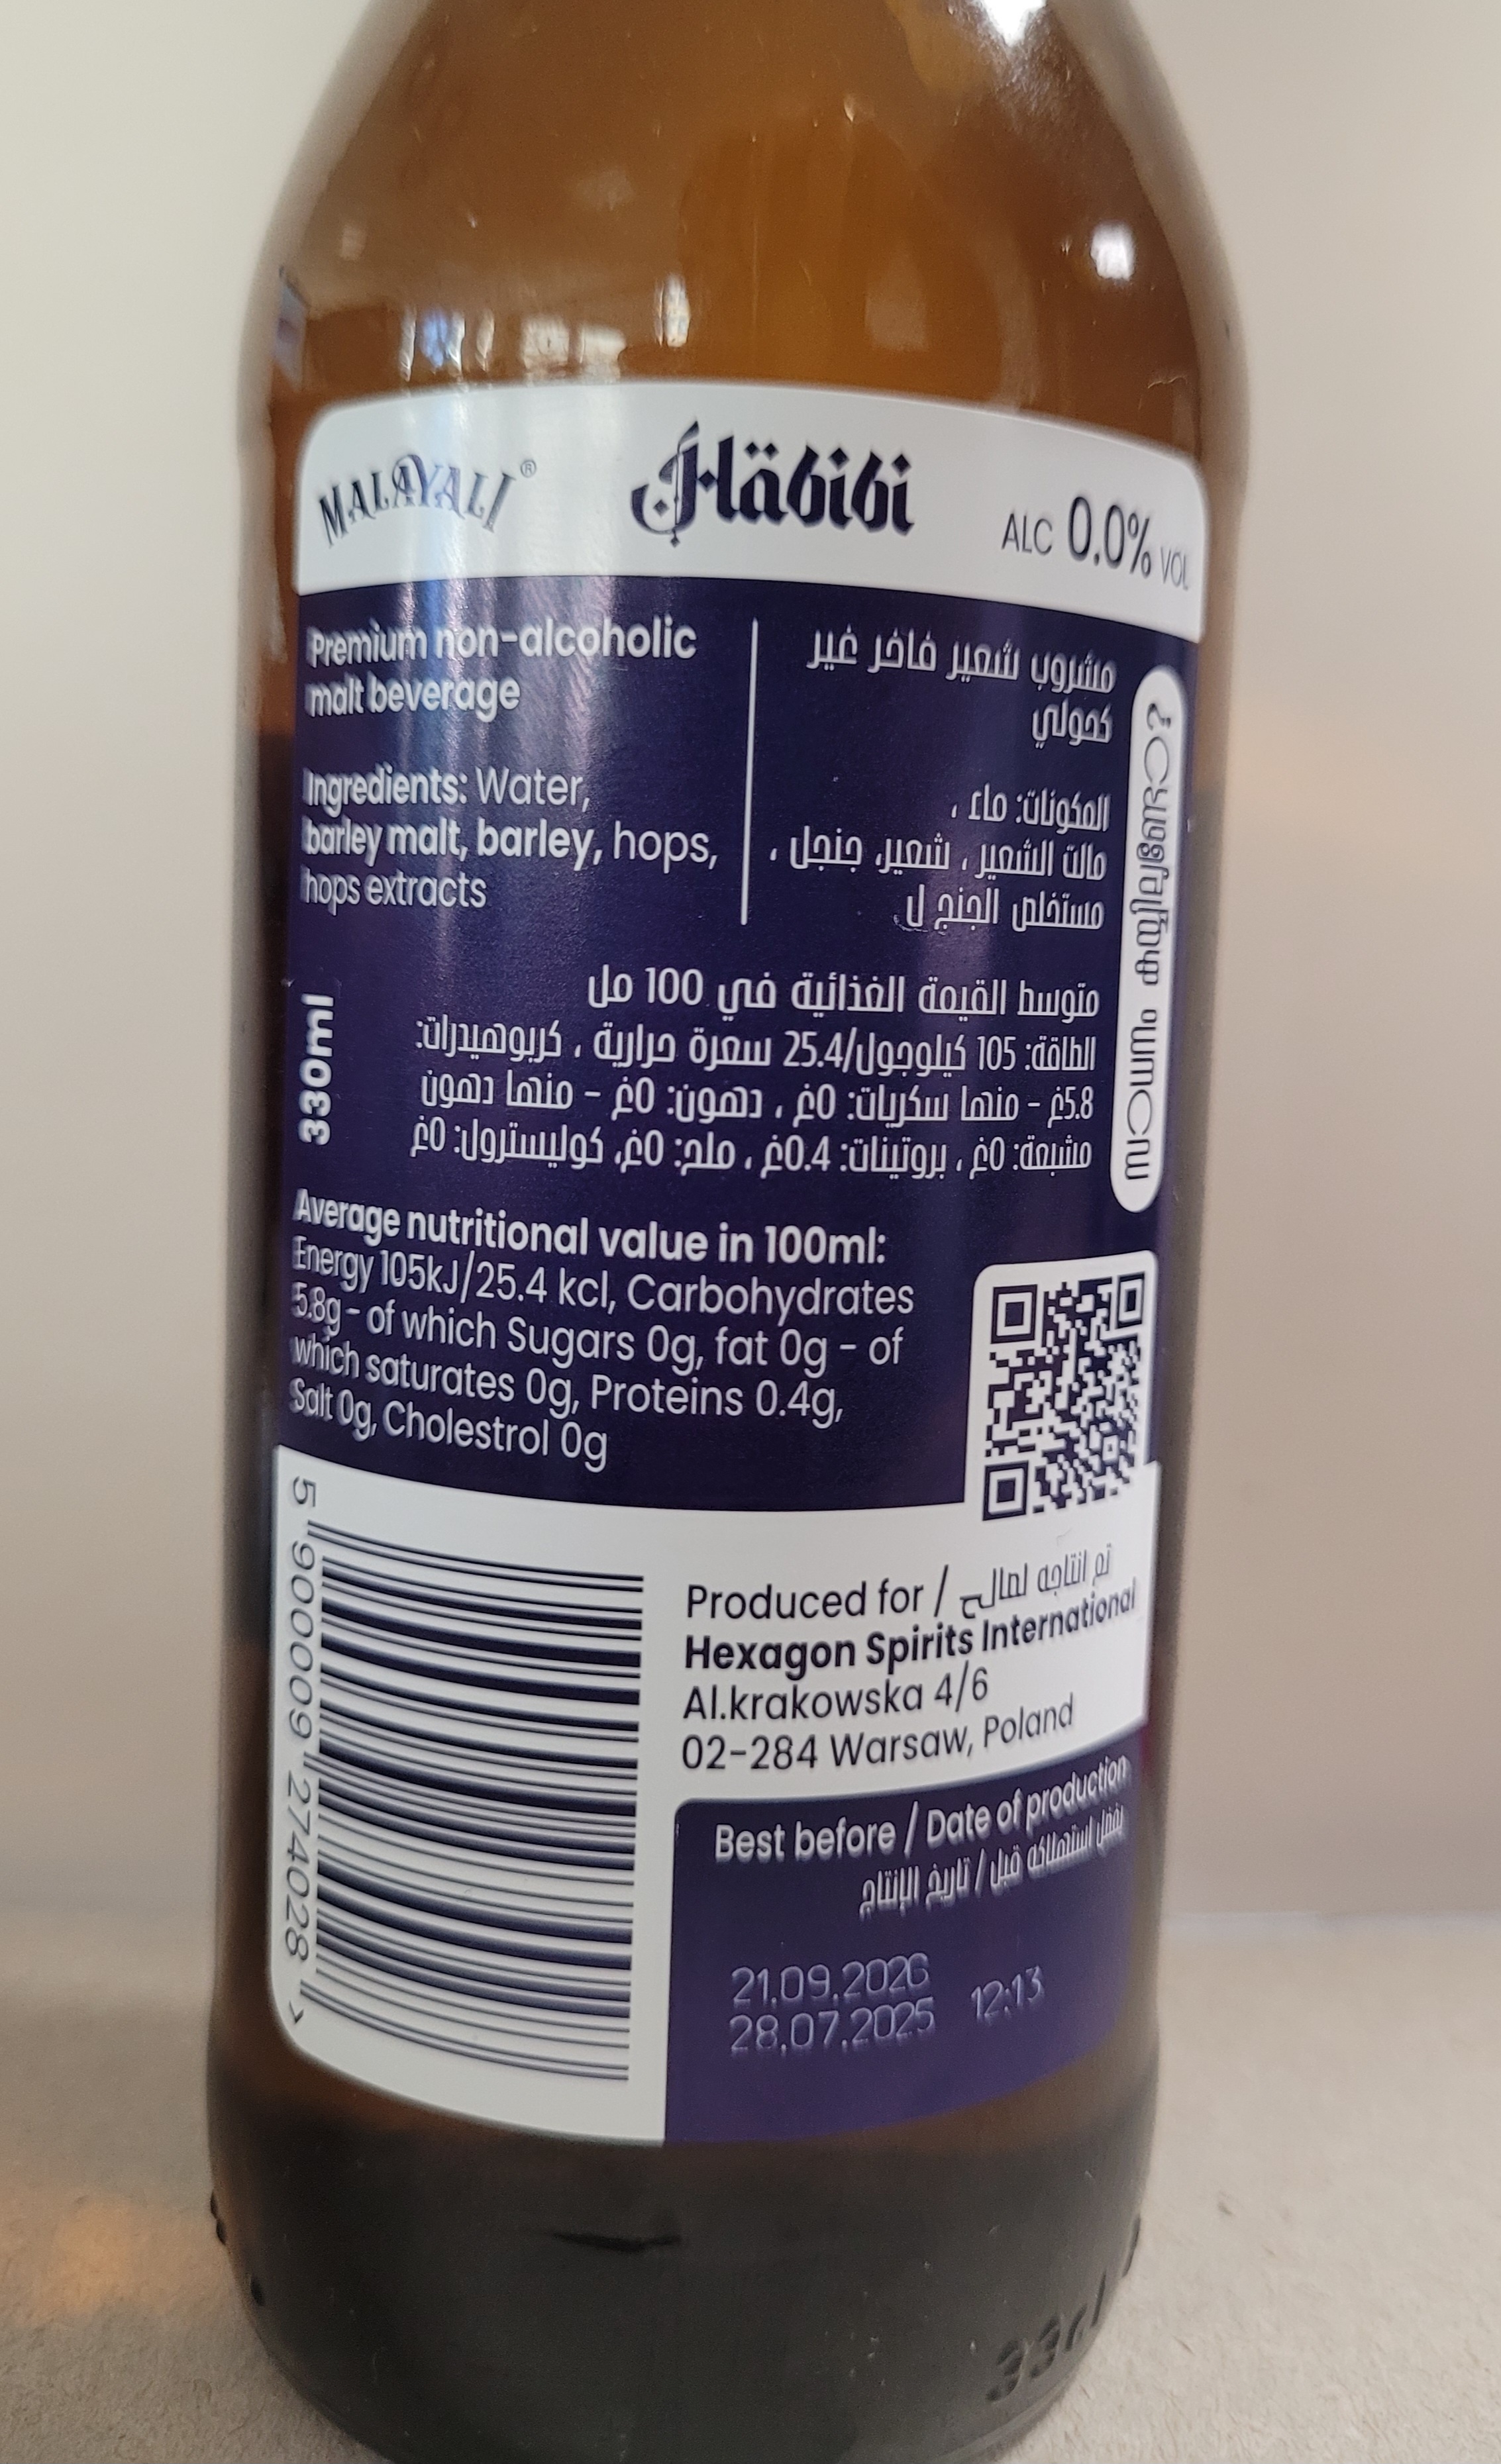 MALAYALI®
Häbibi
ALC 0.0% VOL
Premium non-alcoholic
malt beverage
Ingredients: Water,
barley malt, barley, hops,
hops extracts
مشروب شعير فاخر غير
كحولي
المكونات: ماء ،
مالت الشعير ، شعير، جنجل ،
مستخلص الجنج ل
330ml
متوسط القيمة الغذائية في 100 مل
الطاقة: 105 كيلوجول/25.4 سعرة حرارية ، كربوهيدرات:
5.8غ - منها سكريات: 0غ ، دهون: 0غ - منها دهون
مشبعة: 0غ ، بروتينات: 0.4غ ، ملح: 0غ، كوليسترول: 0غ
Average nutritional value in 100ml:
Energy 105kJ/25.4 kcl, Carbohydrates
5.8g - of which Sugars 0g, fat 0g - of
which saturates 0g, Proteins 0.4g,
Salt 0g, Cholestrol 0g
5 900009 274028 >
Produced for / تم انتاجه لصالح
Hexagon Spirits International
Al.krakowska 4/6
02-284 Warsaw, Poland
Best before / Date of production
يفضل استهلاكه قبل / تاريخ الإنتاج
21.09.2026
28.07.2025 12:13